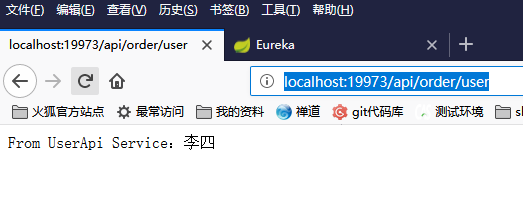 文件(F) 编辑(E) 查看(V) 历史(S) 书签(B) 工具(T) 帮助(H)
localhost:19973/api/order/user Eureka
localhost:19973/api/order/user
火狐官方站点 最常访问 我的资料 禅道 git代码库 测试环境
From UserApi Service: 李四